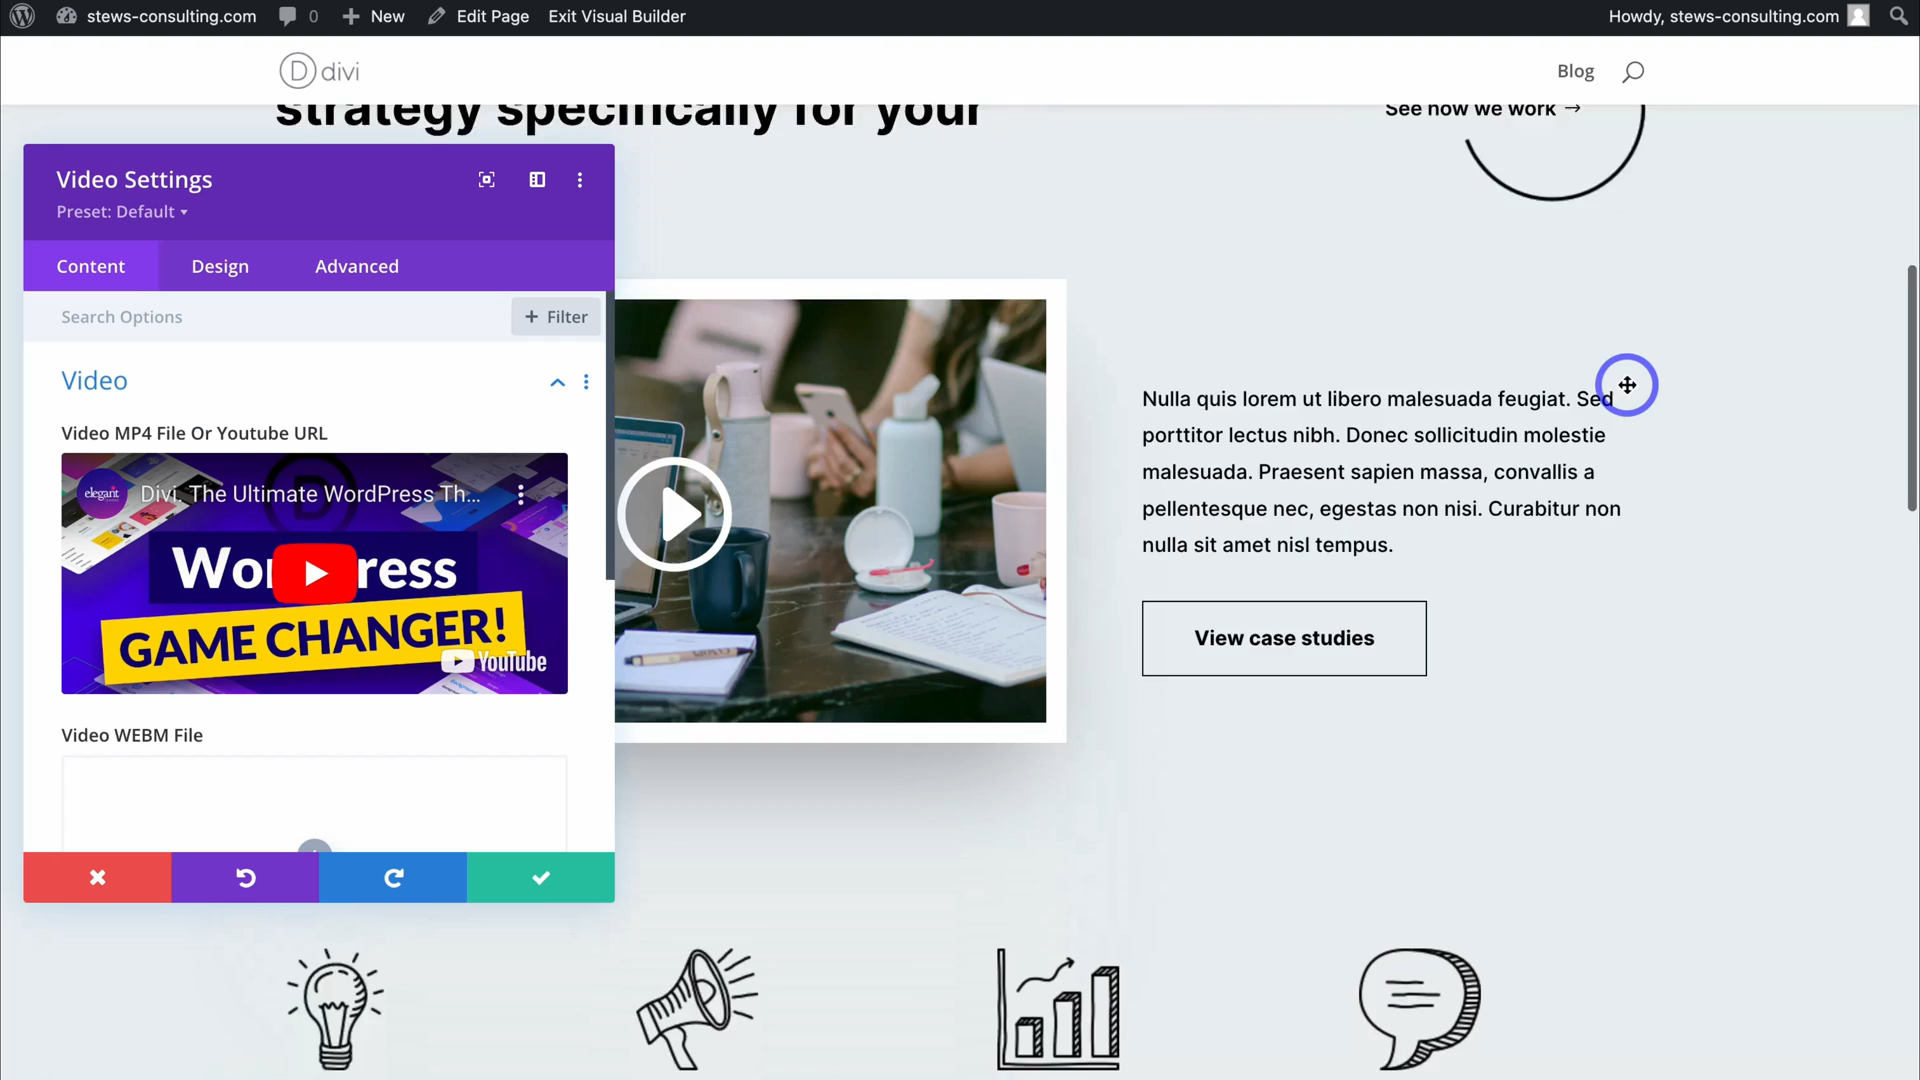 stews-consulting.com
0
New
Edit Page
Exit Visual Builder
Howdy, stews-consulting.com
D divi
Blog
strategy specifically for your
See how we work →
Video Settings
Preset: Default
Content
Design
Advanced
Search Options
+ Filter
Video
Video MP4 File Or Youtube URL
elegant
Divi. The Ultimate WordPress Th...
GAME CHANGER!
YouTube
Video WEBM File
Nulla quis lorem ut libero malesuada feugiat. Sed
porttitor lectus nibh. Donec sollicitudin molestie
malesuada. Praesent sapien massa, convallis a
pellentesque nec, egestas non nisi. Curabitur non
nulla sit amet nisl tempus.
View case studies